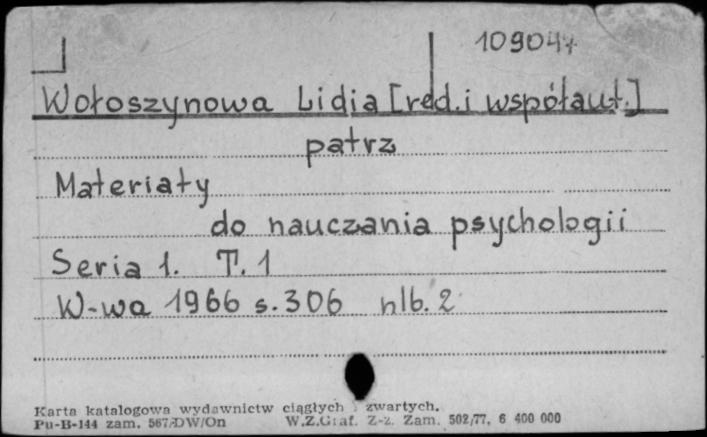 109047
Wołoszynowa Lidia [red. i współaut.]
patrz
Materiały
do nauczania psychologii
Seria 1. T. 1
W-wa 1966 s. 306 nlb. 2
Karta katalogowa wydawnictw ciągłych i zwartych.
Pu-B-144 zam. 567/DW/On W.Z.Graf. Z-z. Zam. 502/77. 6 400 000